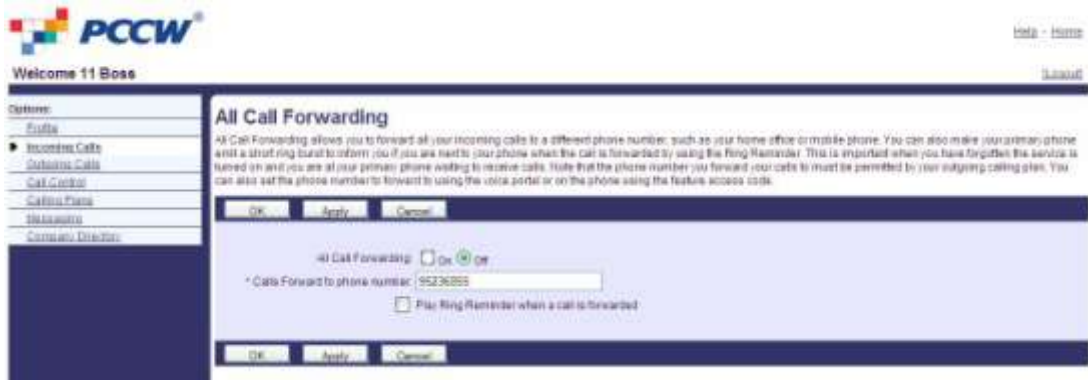 PCCW®
Help - Home
Welcome 11 Boss
[Logout]
Options:
Profile
Incoming Calls
Outgoing Calls
Call Control
Calling Plans
Messaging
Company Directory
All Call Forwarding
All Call Forwarding allows you to forward all your incoming calls to a different phone number, such as your home office or mobile phone. You can also make your primary phone
emit a short ring burst to inform you if you are next to your phone when the call is forwarded by using the Ring Reminder. This is important when you have forgotten the service is
turned on and you are at your primary phone waiting to receive calls. Note that the phone number you forward your calls to must be permitted by your outgoing calling plan. You
can also set the phone number to forward to using the voice portal or on the phone using the feature access code.
OK Apply Cancel
All Call Forwarding: On Off
* Calls Forward to phone number:
Play Ring Reminder when a call is forwarded
OK Apply Cancel